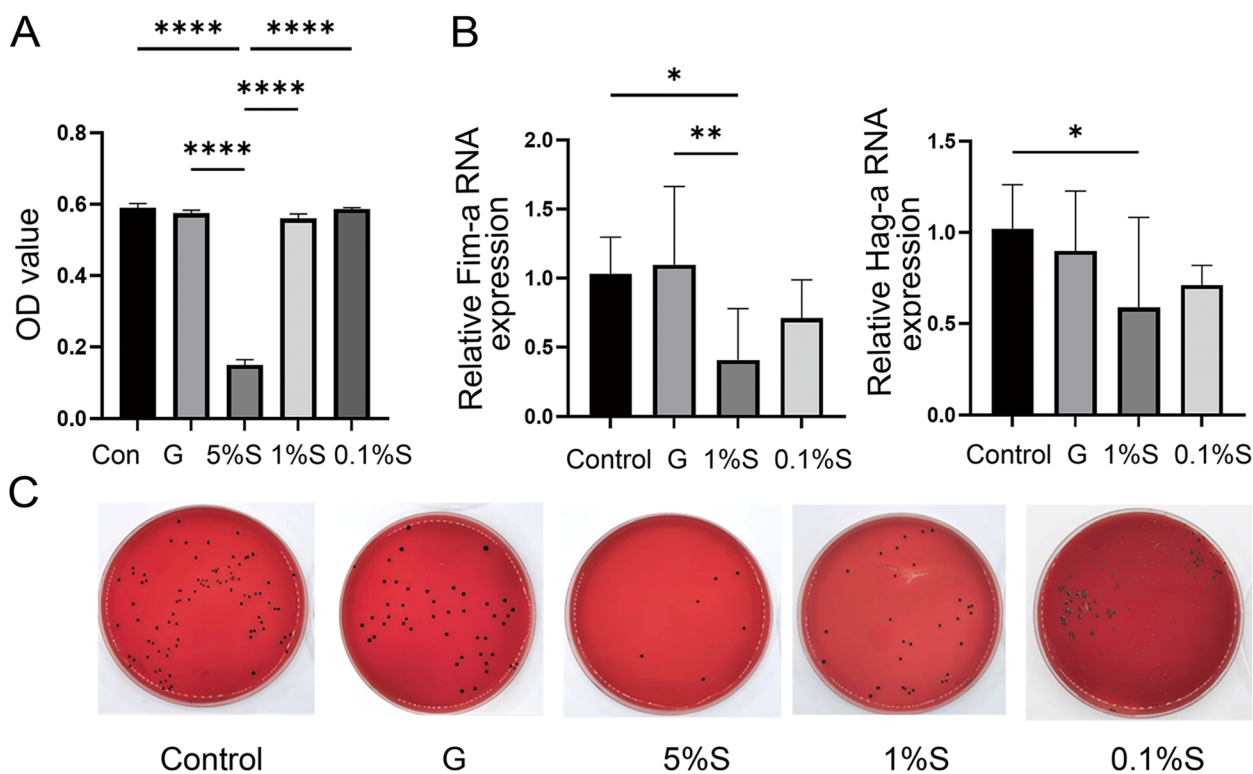 A
**** ****
****
****
OD value
0.8
0.6
0.4
0.2
0.0
Con G 5%S 1%S 0.1%S
B
*
**
Relative Fim-a RNA
expression
2.0
1.5
1.0
0.5
0.0
Control G 1%S 0.1%S
*
Relative Hag-a RNA
expression
1.5
1.0
0.5
0.0
Control G 1%S 0.1%S
C
Control G 5%S 1%S 0.1%S